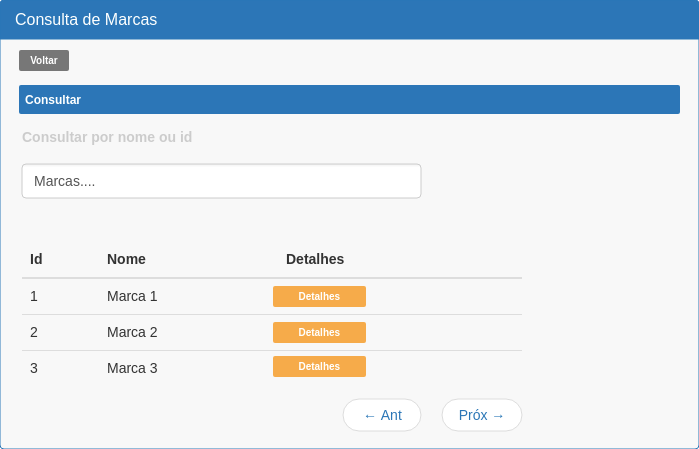 Consulta de Marcas
Voltar
Consultar
Consultar por nome ou id
Marcas....
Id Nome Detalhes
1 Marca 1 Detalhes
2 Marca 2 Detalhes
3 Marca 3 Detalhes
← Ant Próx →